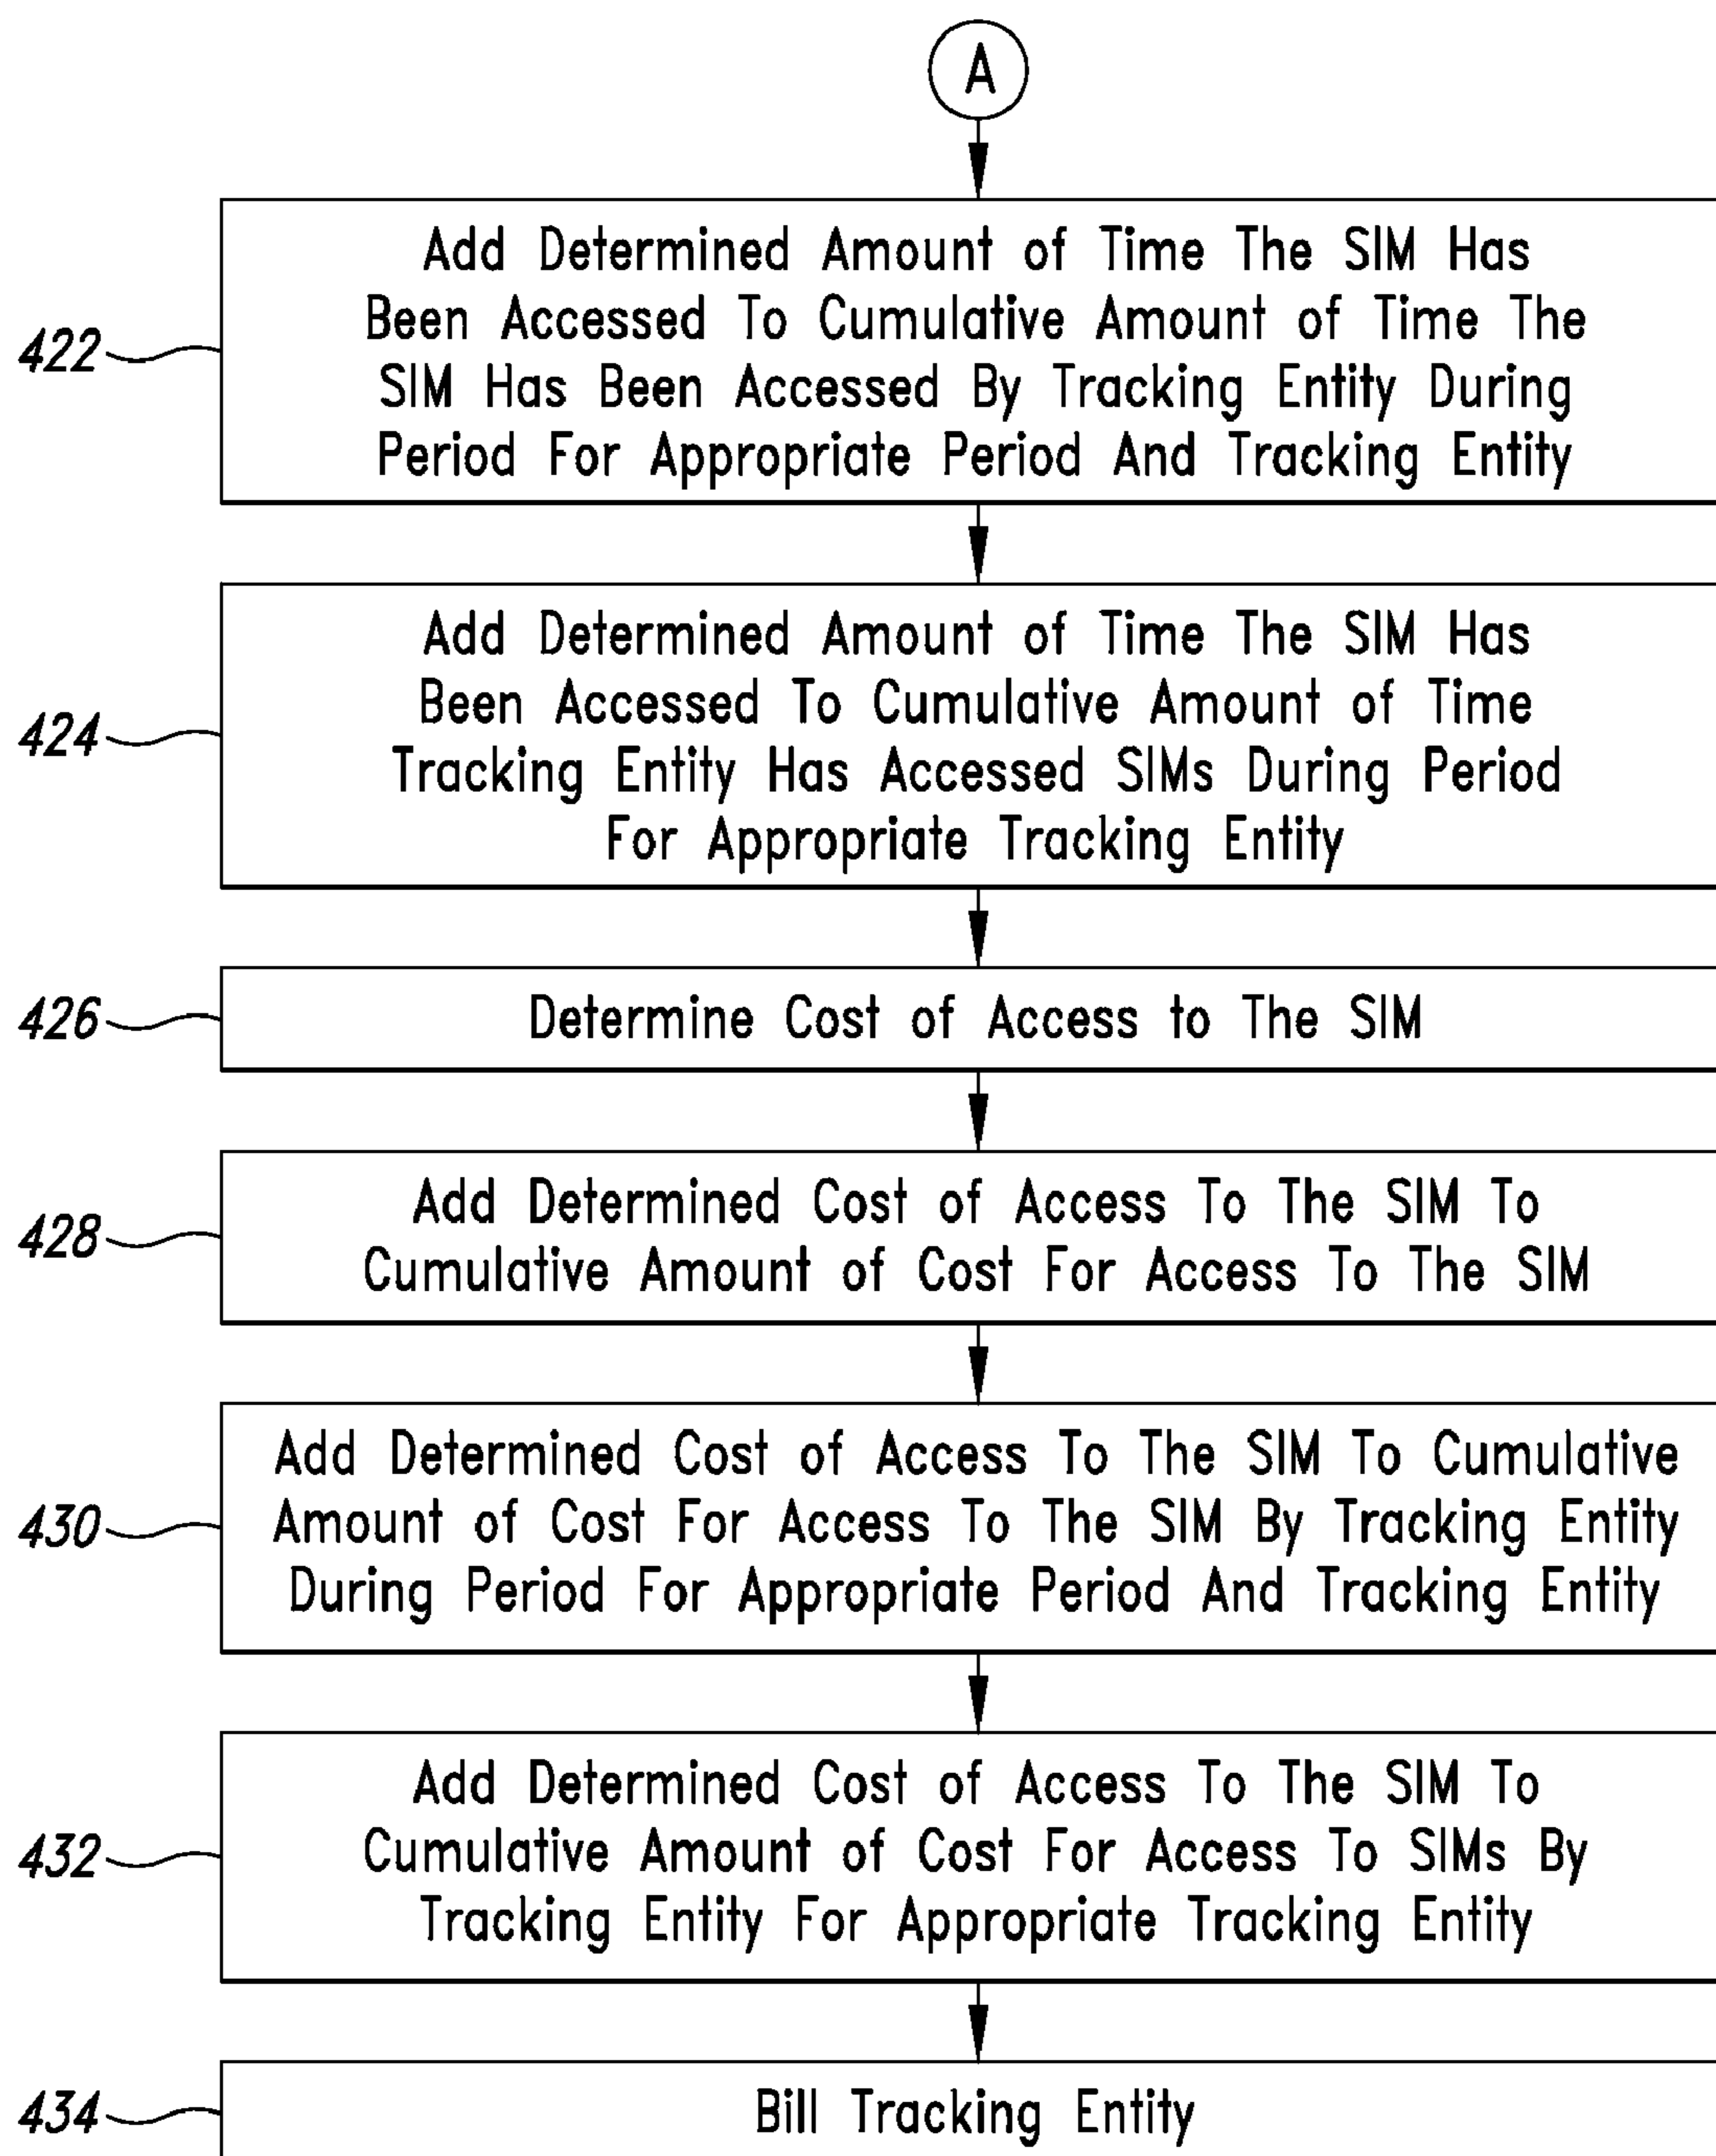 A
Add Determined Amount of Time The SIM Has
Been Accessed To Cumulative Amount of Time The
SIM Has Been Accessed By Tracking Entity During
Period For Appropriate Period And Tracking Entity
422
Add Determined Amount of Time The SIM Has
Been Accessed To Cumulative Amount of Time
Tracking Entity Has Accessed SIMs During Period
For Appropriate Tracking Entity
424
Determine Cost of Access to The SIM
426
Add Determined Cost of Access To The SIM To
Cumulative Amount of Cost For Access To The SIM
428
Add Determined Cost of Access To The SIM To Cumulative
Amount of Cost For Access To The SIM By Tracking Entity
During Period For Appropriate Period And Tracking Entity
430
Add Determined Cost of Access To The SIM To
Cumulative Amount of Cost For Access To SIMs By
Tracking Entity For Appropriate Tracking Entity
432
Bill Tracking Entity
434